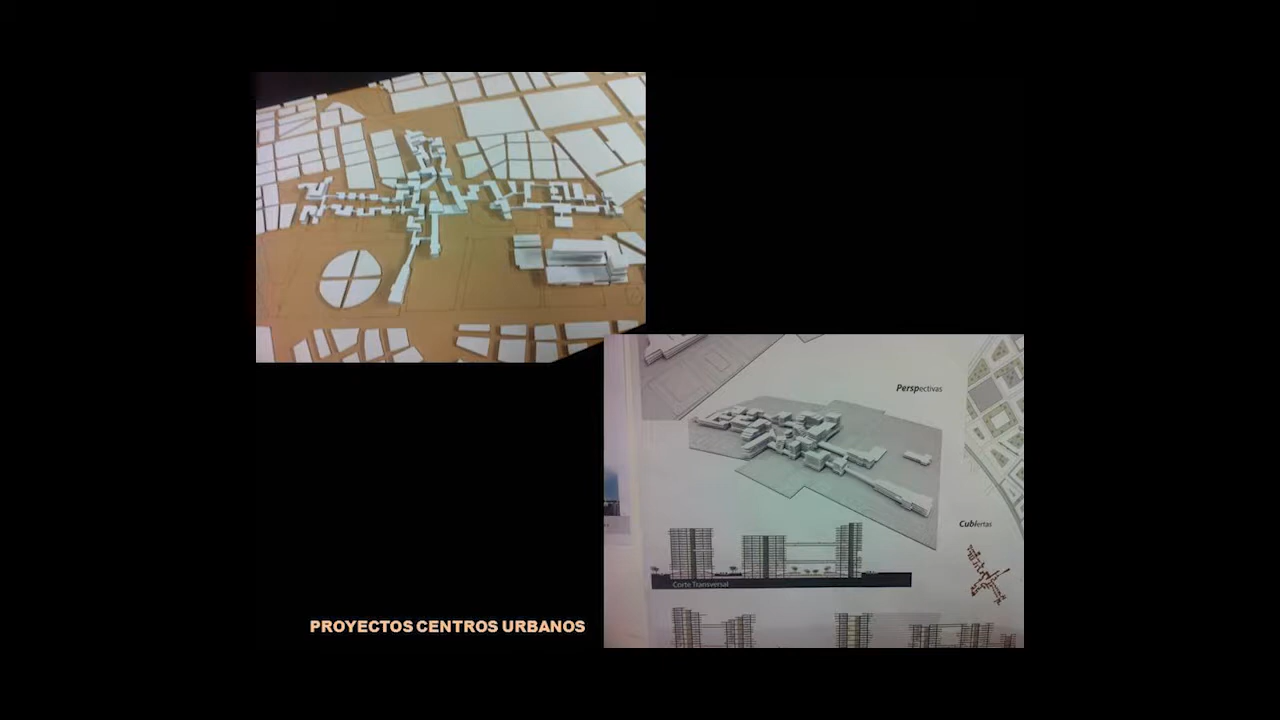 Perspectivas
Cubiertas
Corte Transversal
PROYECTOS CENTROS URBANOS